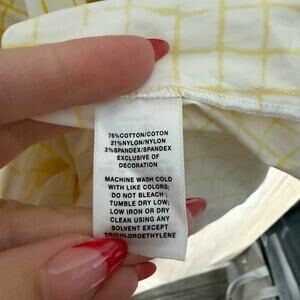 76%COTTON/COTON
21%NYLON/NYLON
3%SPANDEX/SPANDEX
EXCLUSIVE OF
DECORATION
MACHINE WASH COLD
WITH LIKE COLORS;
DO NOT BLEACH;
TUMBLE DRY LOW;
LOW IRON OR DRY
CLEAN USING ANY
SOLVENT EXCEPT
TRICHLOROETHYLENE